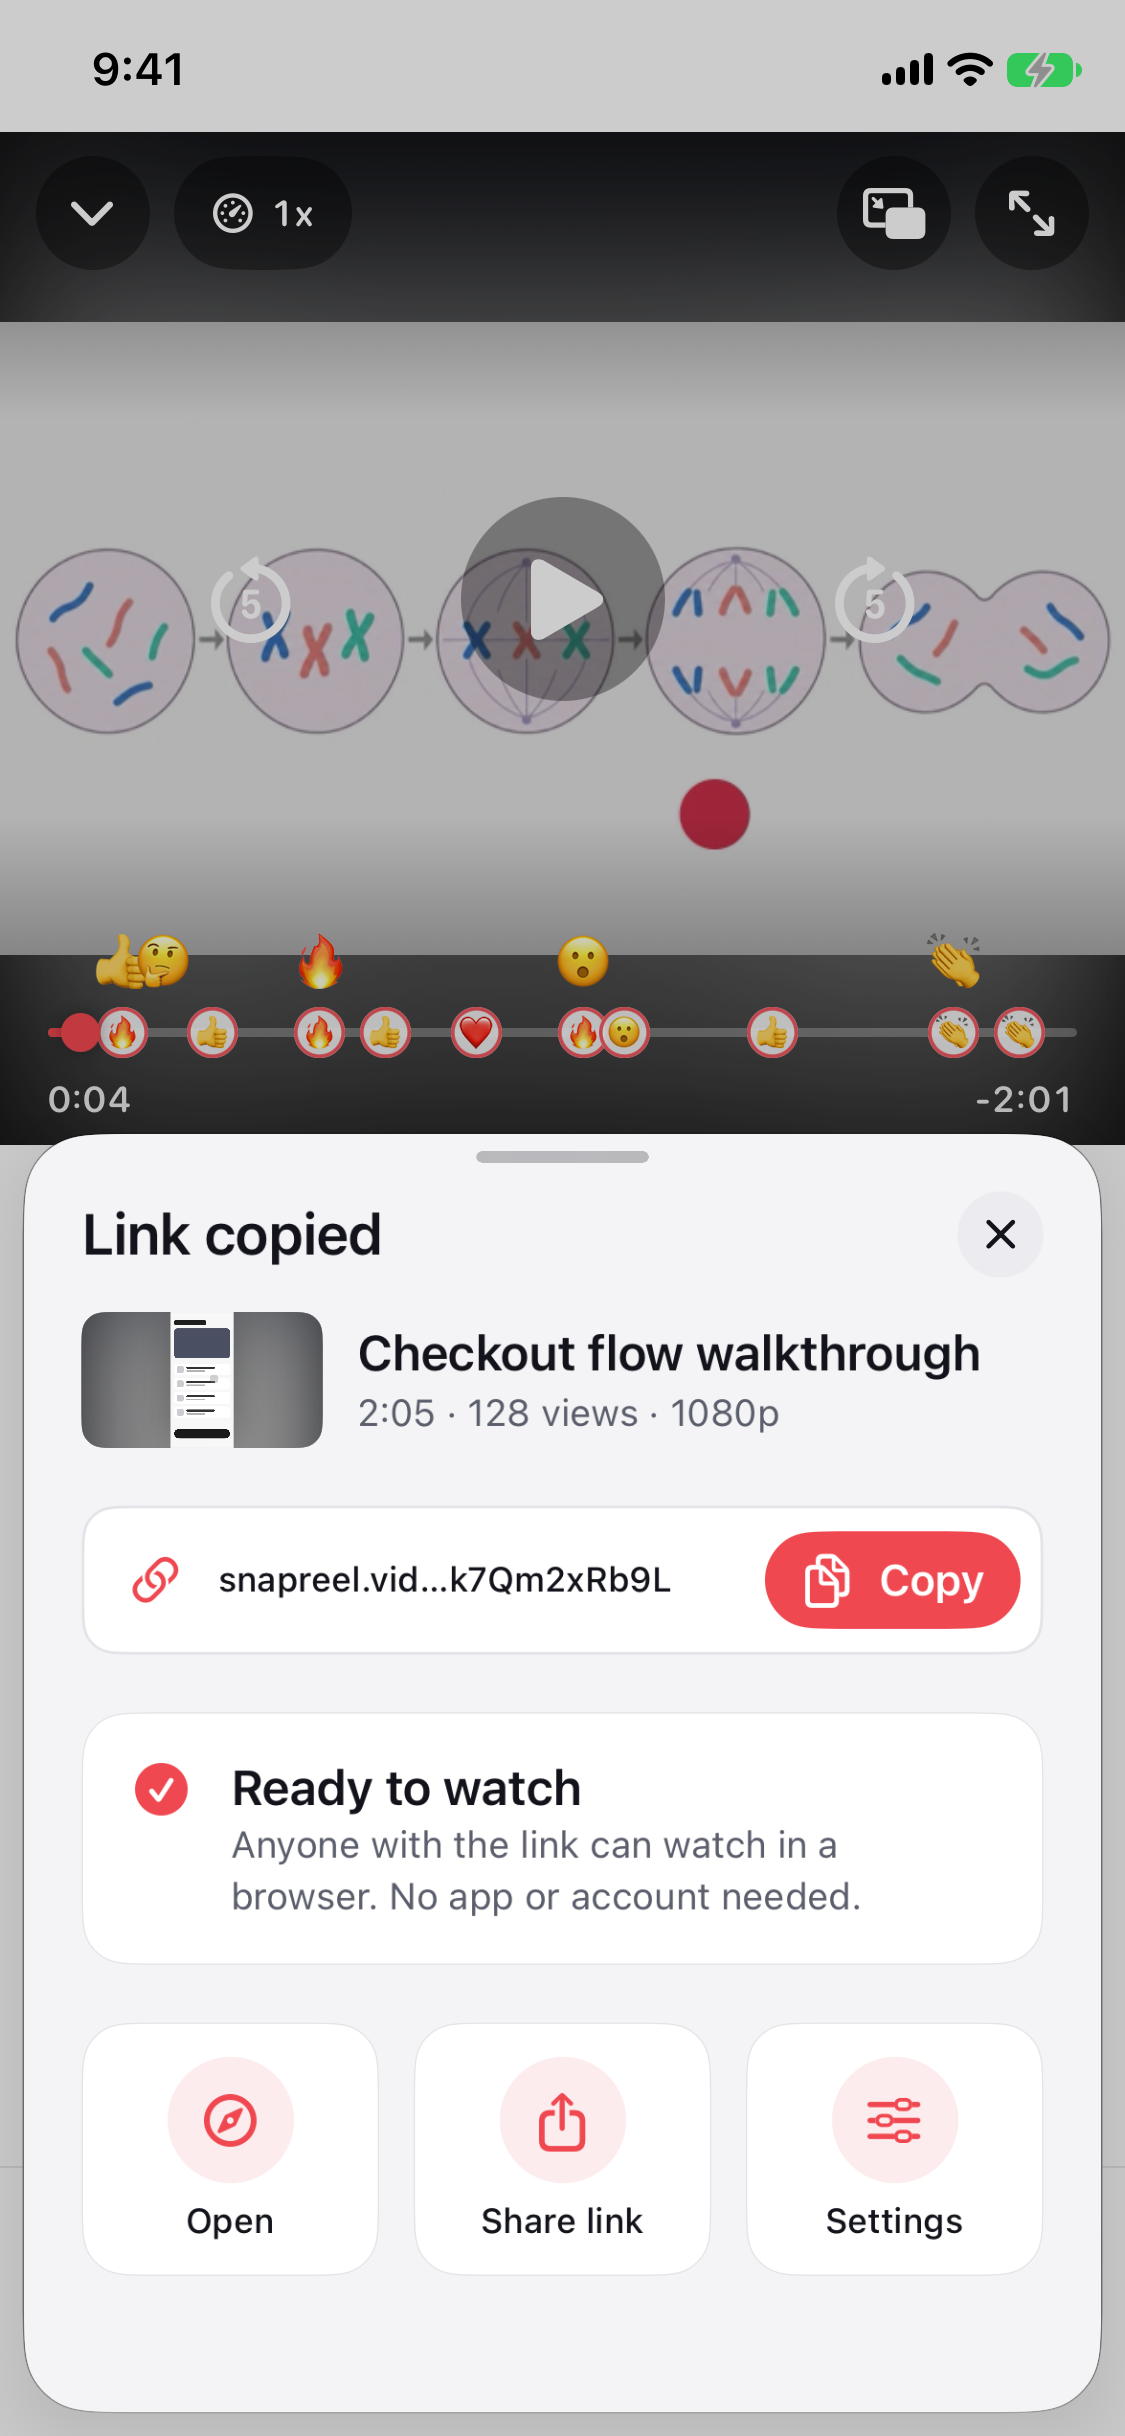 9:41
1x
5
5
0:04
-2:01
Link copied
Checkout flow walkthrough
2:05 · 128 views · 1080p
snapreel.vid...k7Qm2xRb9L
Copy
Ready to watch
Anyone with the link can watch in a
browser. No app or account needed.
Open
Share link
Settings